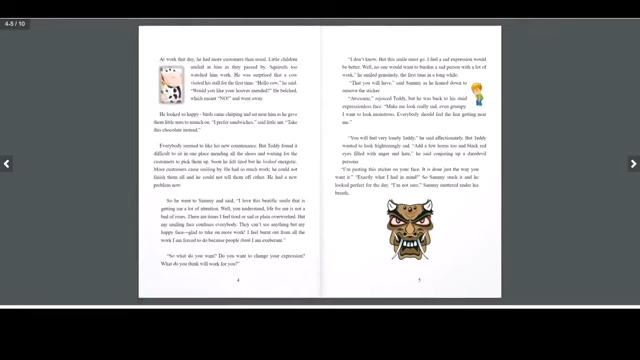 4-5 / 10
At work that day, he had more customers than usual. Little children
smiled at him as they passed by. Squirrels too
watched him work. He was surprised that a cow
visited his stall for the first time. "Hello cow," he said.
"Would you like your hooves mended?" He belched,
which meant "NO!" and went away.
He looked so happy - birds came chirping and sat near him as he gave
them little nuts to munch on. "I prefer sandwiches," said little ant. "Take
this chocolate instead."
Everybody seemed to like his new countenance. But Teddy found it
difficult to sit in one place mending all the shoes and waiting for the
customers to pick them up. Soon he felt tired but he looked energetic.
More customers came smiling by. He had so much work; he could not
finish them all and he could not tell them off either. He had a new
problem now.
So he went to Sammy and said, "I love this beatific smile that is
getting me a lot of attention. Well, you understand, life for me is not a
bed of roses. There are times I feel tired or sad or plain overworked. But
my smiling face continues everybody. They can't see anything but my
happy face—glad to take on more work! I feel burnt out from all the
work I am forced to do because people think I am exuberant."
"So what do you want? Do you want to change your expression?
What do you think will work for you?"
4
"I don't know. But this smile must go. I feel a sad expression would
be better. Well, no one would want to burden a sad person with a lot of
work," he smiled genuinely, the first time in a long while.
"That you will have," said Sammy as he leaned down to
remove the sticker.
"Awesome," rejoiced Teddy, but he was back to his staid
expressionless face. "Make me look really sad, even grumpy.
I want to look monstrous. Everybody should feel the fear getting near
me."
"You will feel very lonely Teddy," he said affectionately. But Teddy
wanted to look frighteningly sad. "Add a few horns too and black red
eyes filled with anger and hate," he said conjuring up a daredevil
persona.
"I'm pasting this sticker on your face. It is done just the way you
want it." "Exactly what I had in mind!" So Sammy stuck it and he
looked perfect for the day. "I'm not sure," Sammy muttered under his
breath.
5